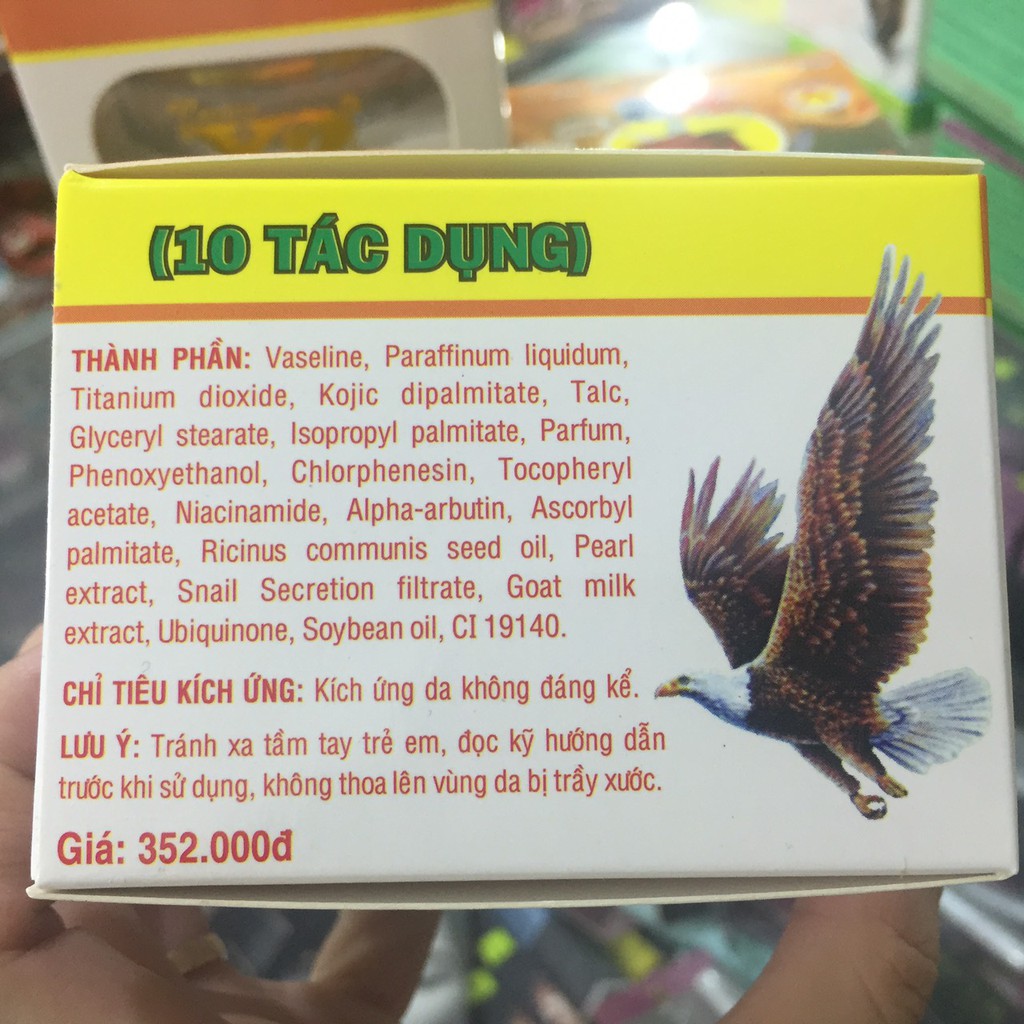 (10 TÁC DỤNG)
THÀNH PHẦN: Vaseline, Paraffinum liquidum,
Titanium dioxide, Kojic dipalmitate, Talc,
Glyceryl stearate, Isopropyl palmitate, Parfum,
Phenoxyethanol, Chlorphenesin, Tocopheryl
acetate, Niacinamide, Alpha-arbutin, Ascorbyl
palmitate, Ricinus communis seed oil, Pearl
extract, Snail Secretion filtrate, Goat milk
extract, Ubiquinone, Soybean oil, CI 19140.
CHỈ TIÊU KÍCH ỨNG: Kích ứng da không đáng kể.
LƯU Ý: Tránh xa tầm tay trẻ em, đọc kỹ hướng dẫn
trước khi sử dụng, không thoa lên vùng da bị trầy xước.
Giá: 352.000đ